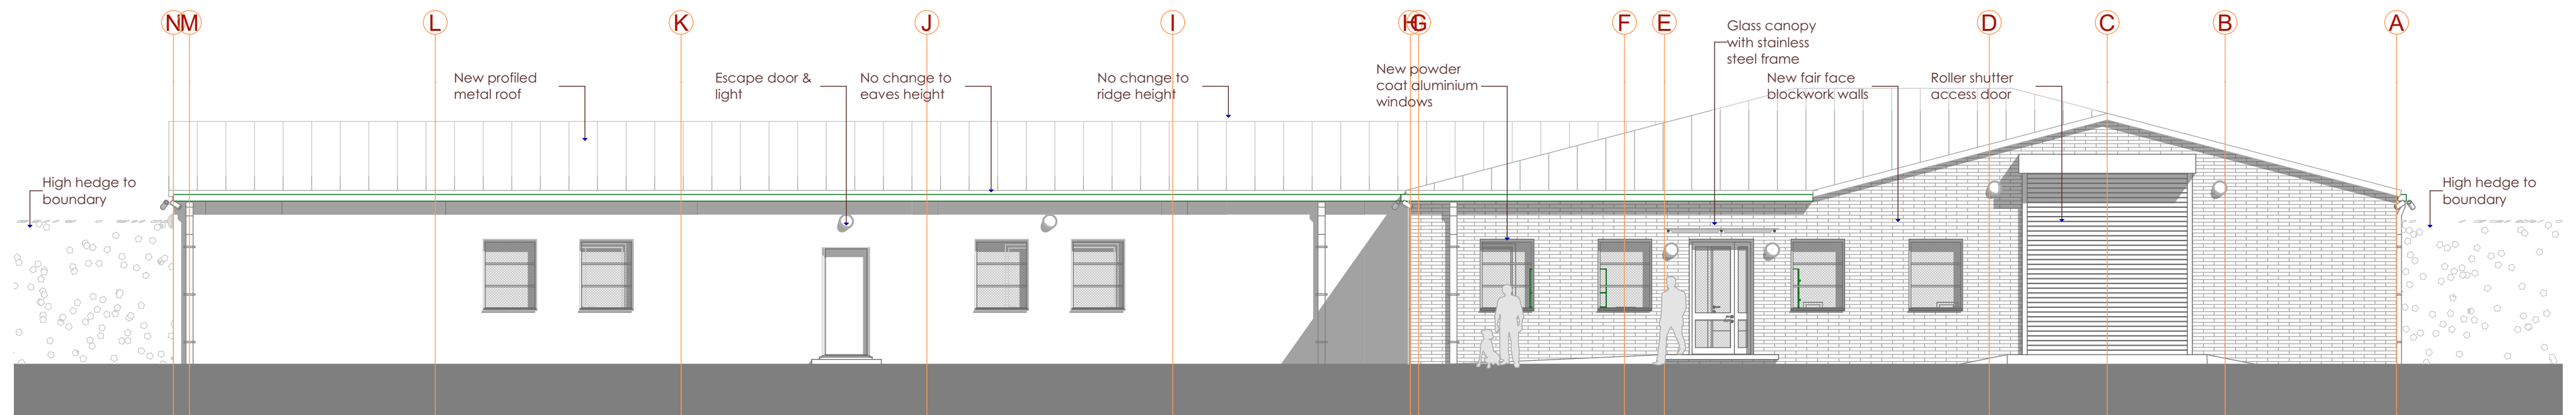 N
M
L
K
J
I
H
G
F
E
D
C
B
A
Glass canopy
with stainless
steel frame
New profiled
metal roof
Escape door &
light
No change to
eaves height
No change to
ridge height
New powder
coat aluminium
windows
New fair face
blockwork walls
Roller shutter
access door
High hedge to
boundary
High hedge to
boundary